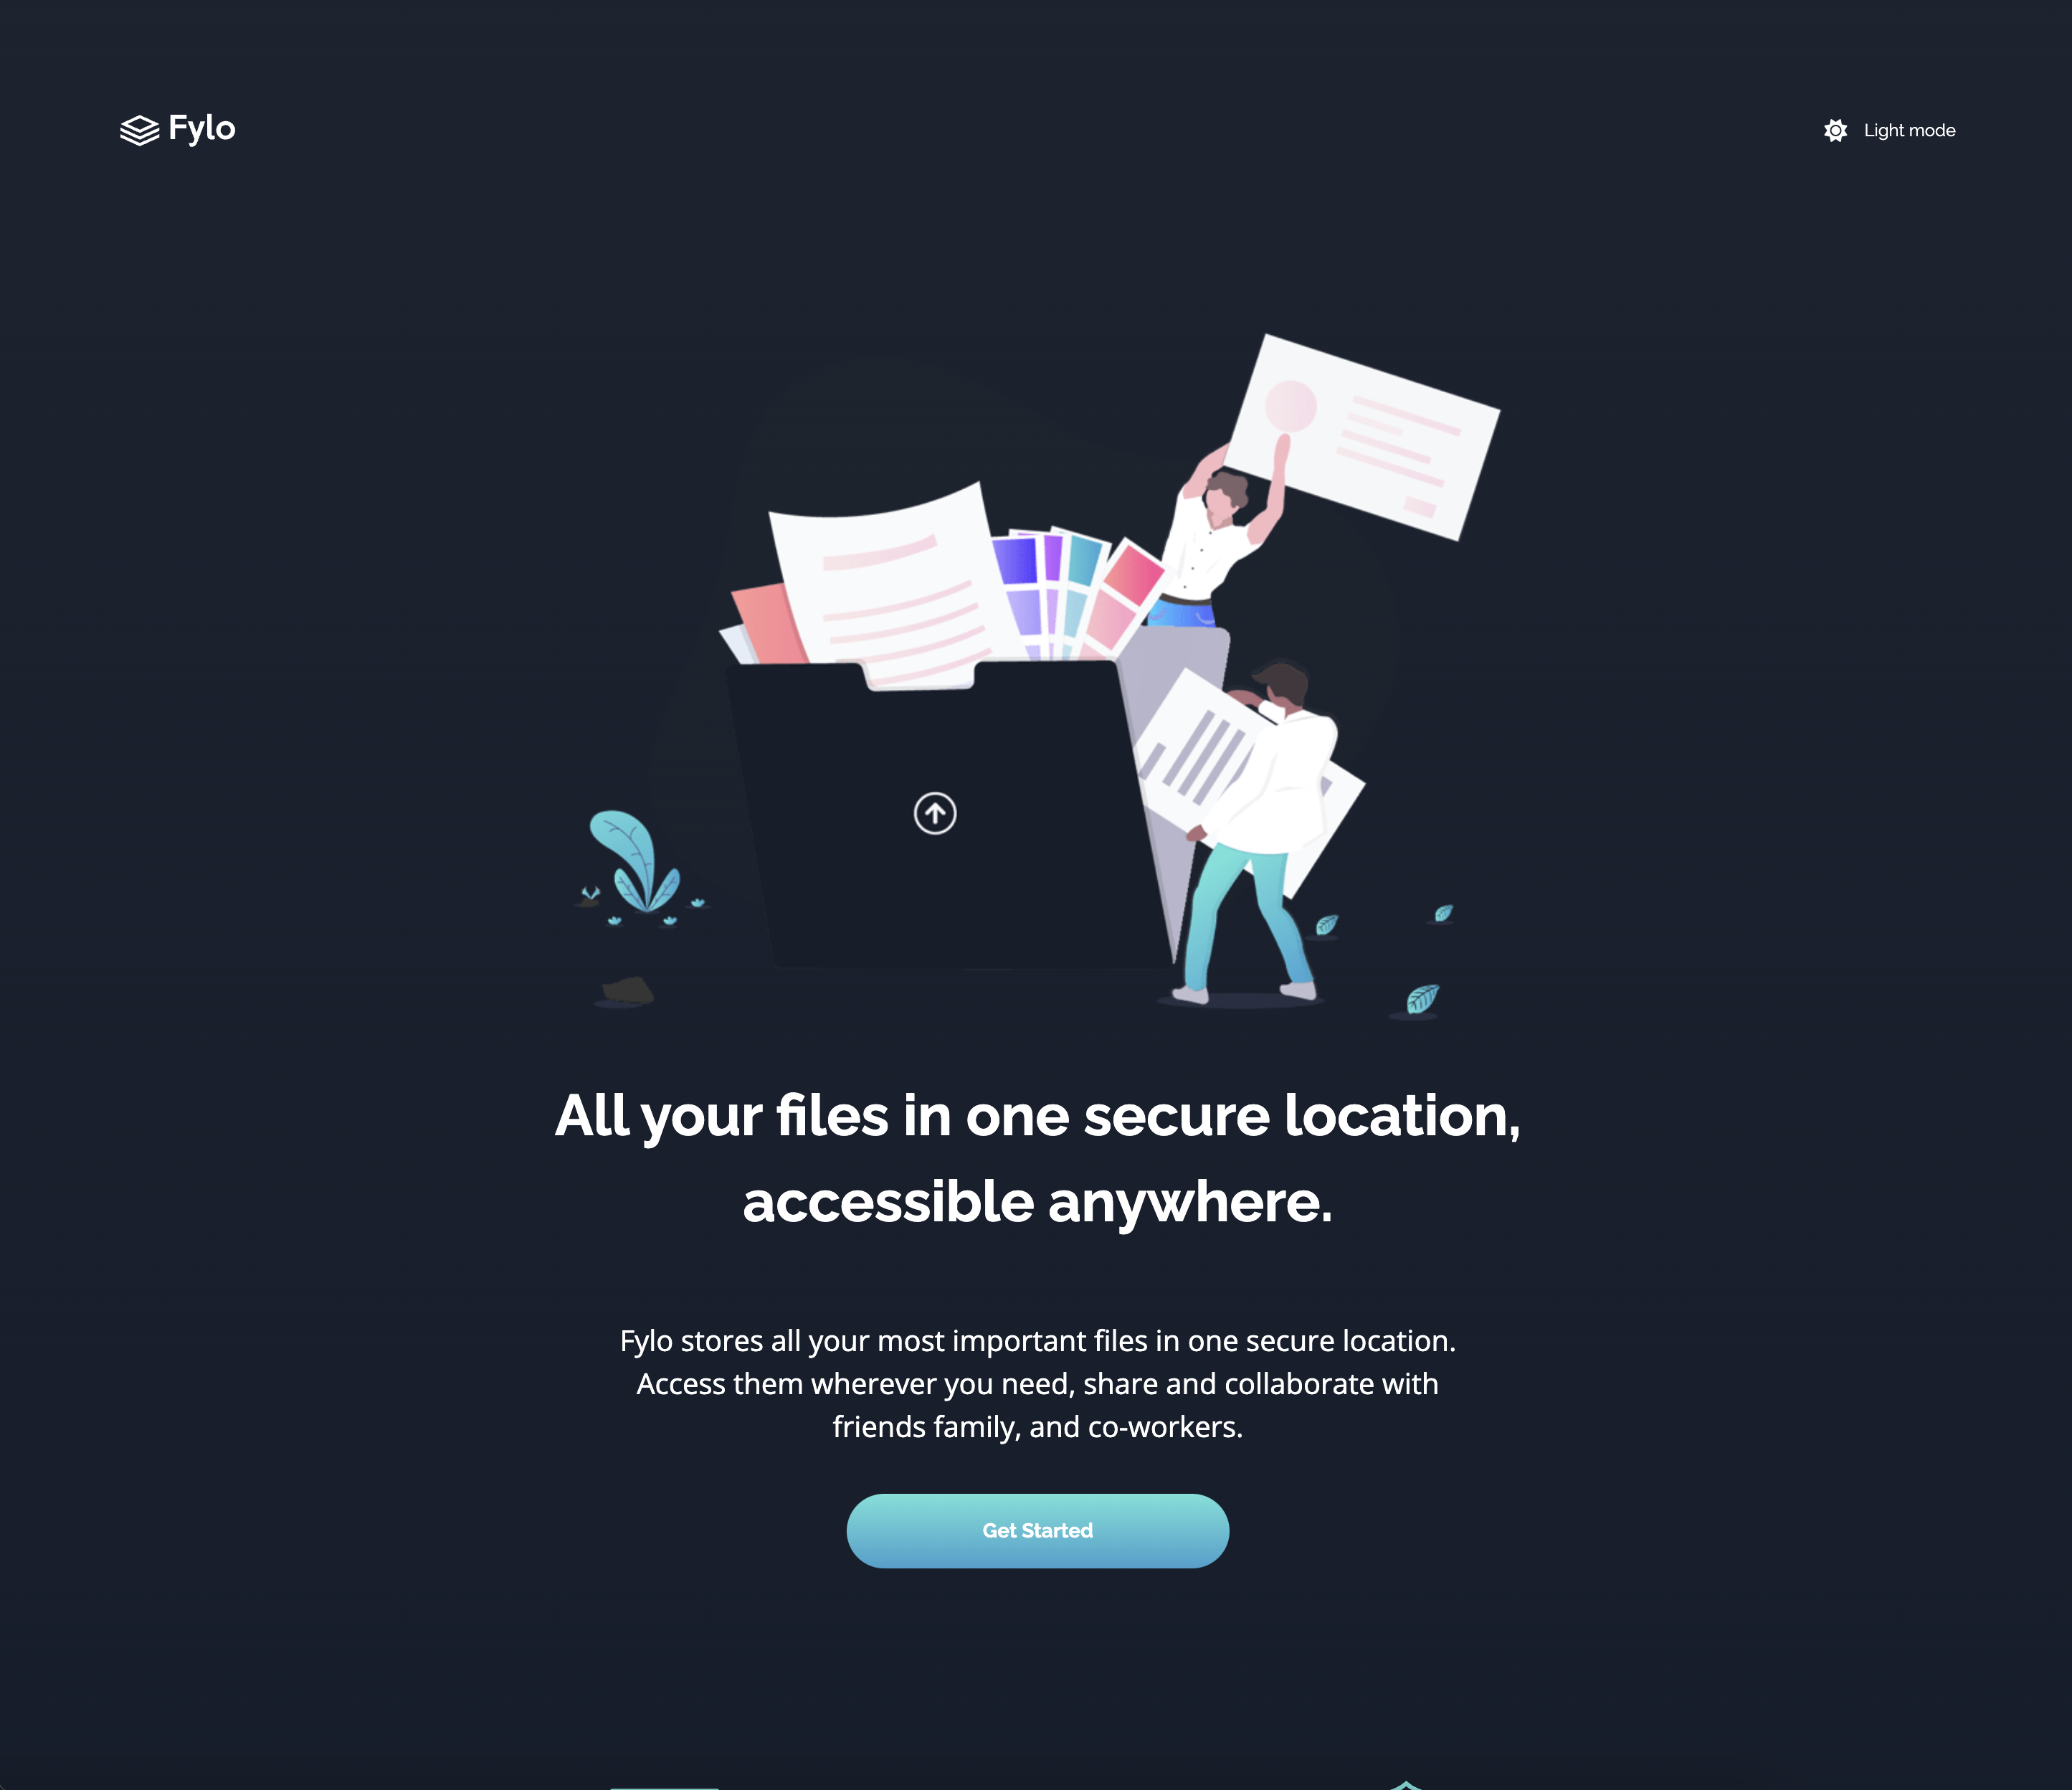 Fylo
Light mode
All your files in one secure location,
accessible anywhere.
Fylo stores all your most important files in one secure location.
Access them wherever you need, share and collaborate with
friends family, and co-workers.
Get Started